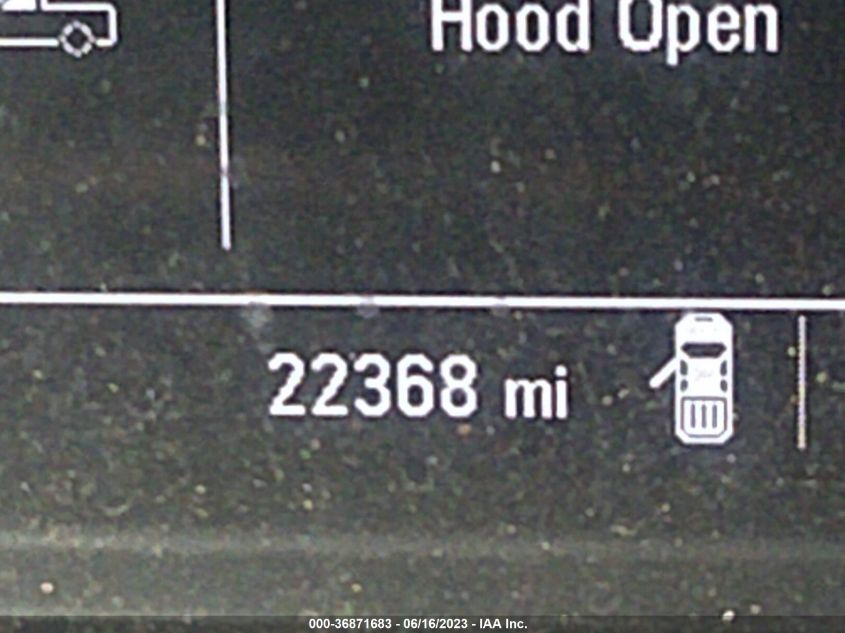 Hood Open
22368 mi
000-36871683 - 06/16/2023 - IAA Inc.